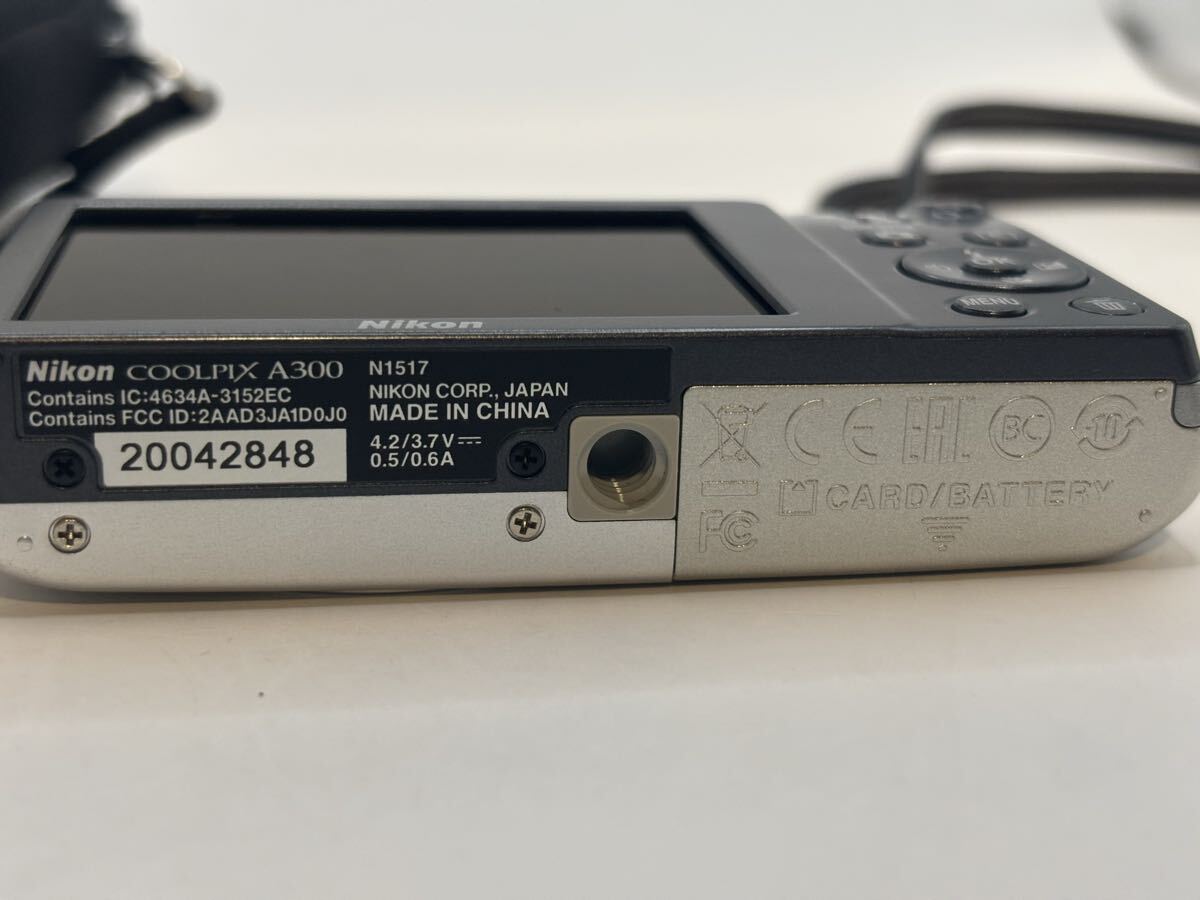 OK
MENU
Nikon
Nikon COOLPIX A300
Contains IC:4634A-3152EC
Contains FCC ID:2AAD3JA1D0J0
20042848
N1517
NIKON CORP., JAPAN
MADE IN CHINA
4.2/3.7V
0.5/0.6A
CE EAC BC 10
CARD/BATTERY
FC